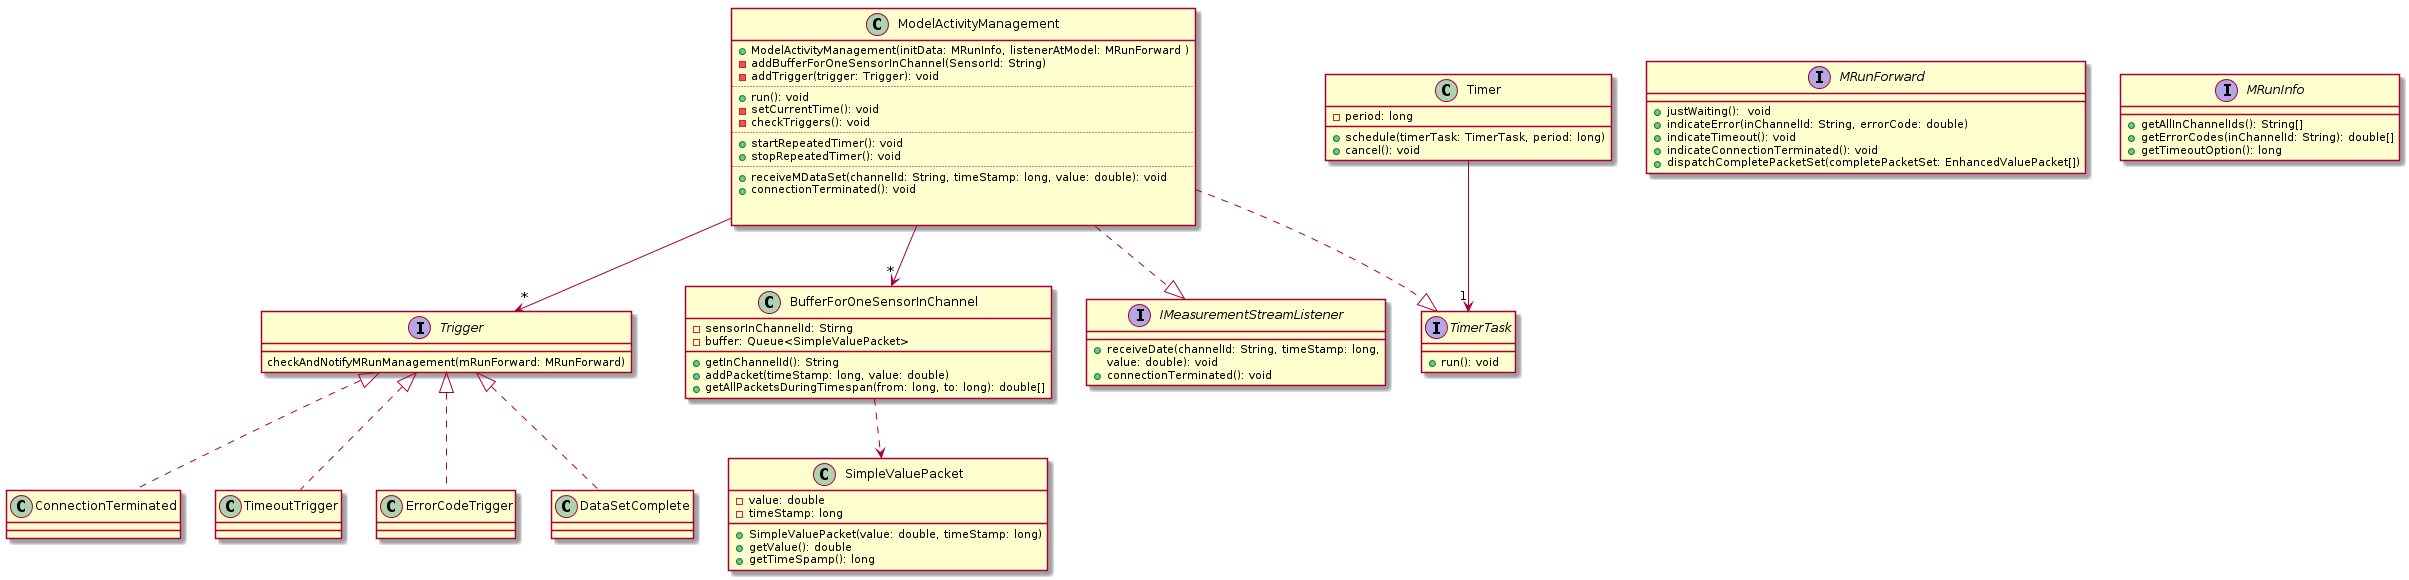 C ModelActivityManagement
ModelActivityManagement(initData: MRunInfo, listenerAtModel: MRunForward )
addBufferForOneSensorInChannel(SensorId: String)
addTrigger(trigger: Trigger): void
run(): void
setCurrentTime(): void
checkTriggers(): void
startRepeatedTimer(): void
stopRepeatedTimer(): void
receiveMDataSet(channelId: String, timeStamp: long, value: double): void
connectionTerminated(): void
C Timer
period: long
schedule(timerTask: TimerTask, period: long)
cancel(): void
I MRunForward
justWaiting():  void
indicateError(inChannelId: String, errorCode: double)
indicateTimeout(): void
indicateConnectionTerminated(): void
dispatchCompletePacketSet(completePacketSet: EnhancedValuePacket[])
I MRunInfo
getAllInChannelIds(): String[]
getErrorCodes(inChannelId: String): double[]
getTimeoutOption(): long
*
*
1
I Trigger
checkAndNotifyMRunManagement(mRunForward: MRunForward)
C BufferForOneSensorInChannel
sensorInChannelId: Stirng
buffer: Queue<SimpleValuePacket>
getInChannelId(): String
addPacket(timeStamp: long, value: double)
getAllPacketsDuringTimespan(from: long, to: long): double[]
I IMeasurementStreamListener
receiveDate(channelId: String, timeStamp: long,
value: double): void
connectionTerminated(): void
I TimerTask
run(): void
C ConnectionTerminated
C TimeoutTrigger
C ErrorCodeTrigger
C DataSetComplete
C SimpleValuePacket
value: double
timeStamp: long
SimpleValuePacket(value: double, timeStamp: long)
getValue(): double
getTimeSpamp(): long